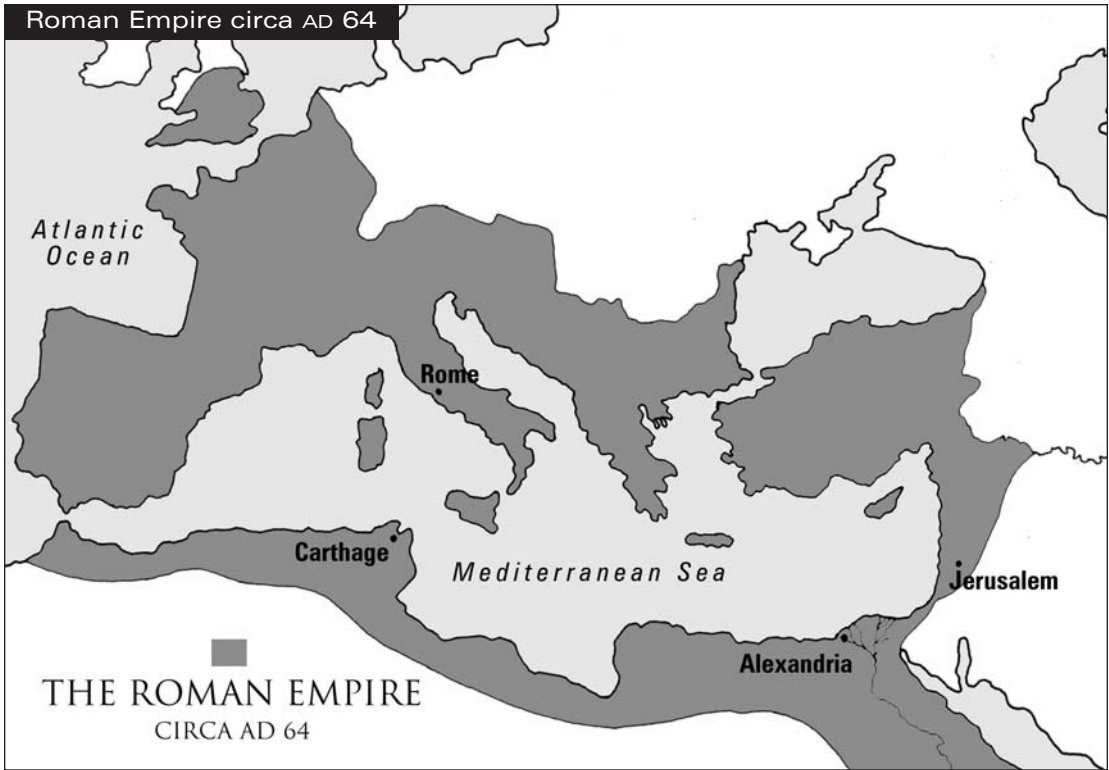 Roman Empire circa AD 64
Atlantic
Ocean
Rome
Carthage
Mediterranean Sea
Jerusalem
Alexandria
THE ROMAN EMPIRE
CIRCA AD 64